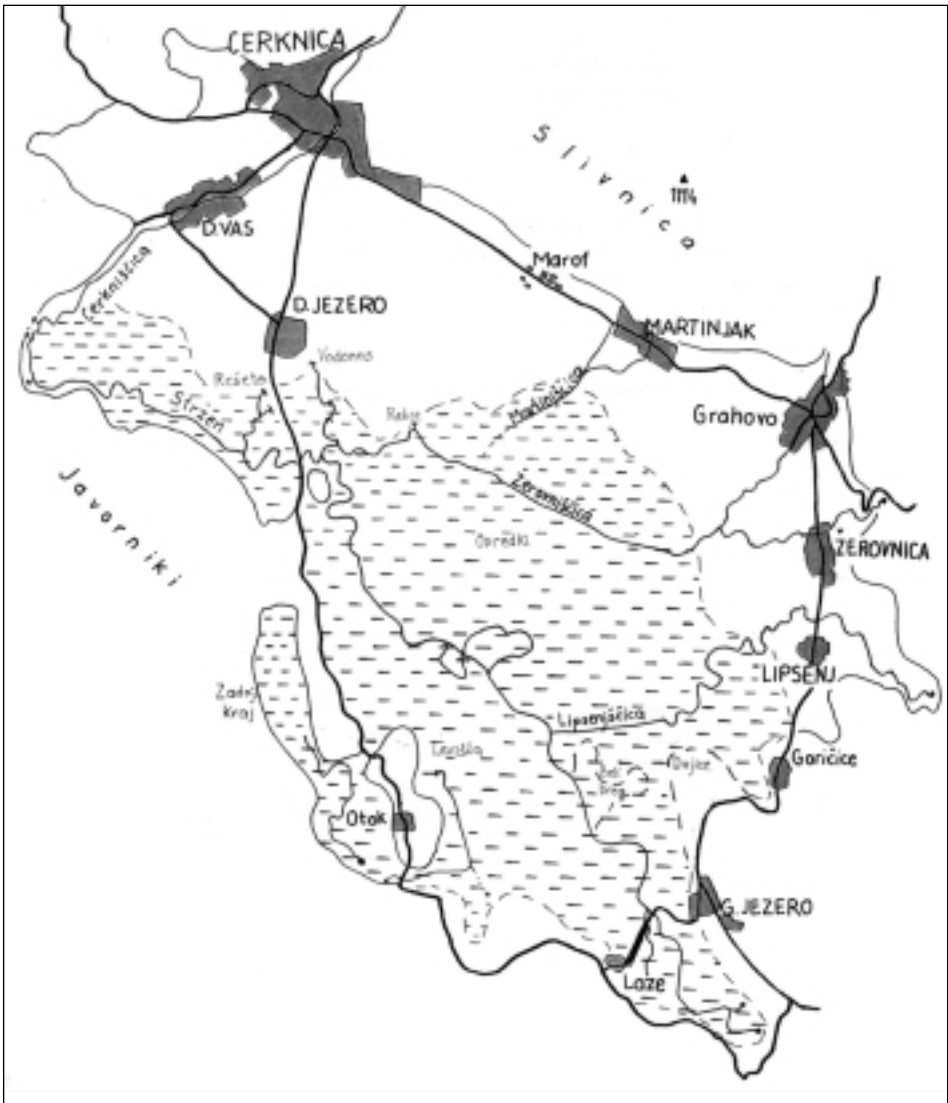 CERKNICA
Slivnica
1114
D.VAS
Marof
Cerkniščica
D.JEZERO
MARTINJAK
Vodonos
Rešeto
Stržen
Martinjščica
Grahovo
Javorniki
Žerovniščica
ŽEROVNICA
LIPSENJ
Zadnji
kraj
Lipsenjščica
Goričice
Otok
G.JEZERO
Laze